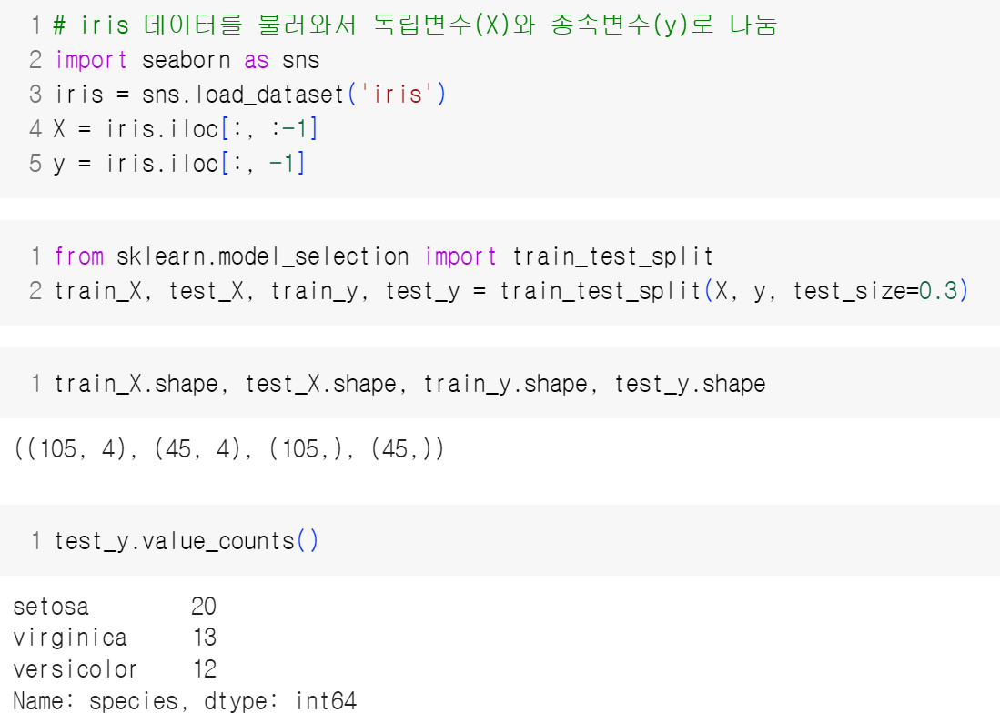 1 # iris 데이터를 불러와서 독립변수(X)와 종속변수(y)로 나눔
2 import seaborn as sns
3 iris = sns.load_dataset('iris')
4 X = iris.iloc[:, :-1]
5 y = iris.iloc[:, -1]
1 from sklearn.model_selection import train_test_split
2 train_X, test_X, train_y, test_y = train_test_split(X, y, test_size=0.3)
1 train_X.shape, test_X.shape, train_y.shape, test_y.shape
((105, 4), (45, 4), (105,), (45,))
1 test_y.value_counts()
setosa 20
virginica 13
versicolor 12
Name: species, dtype: int64